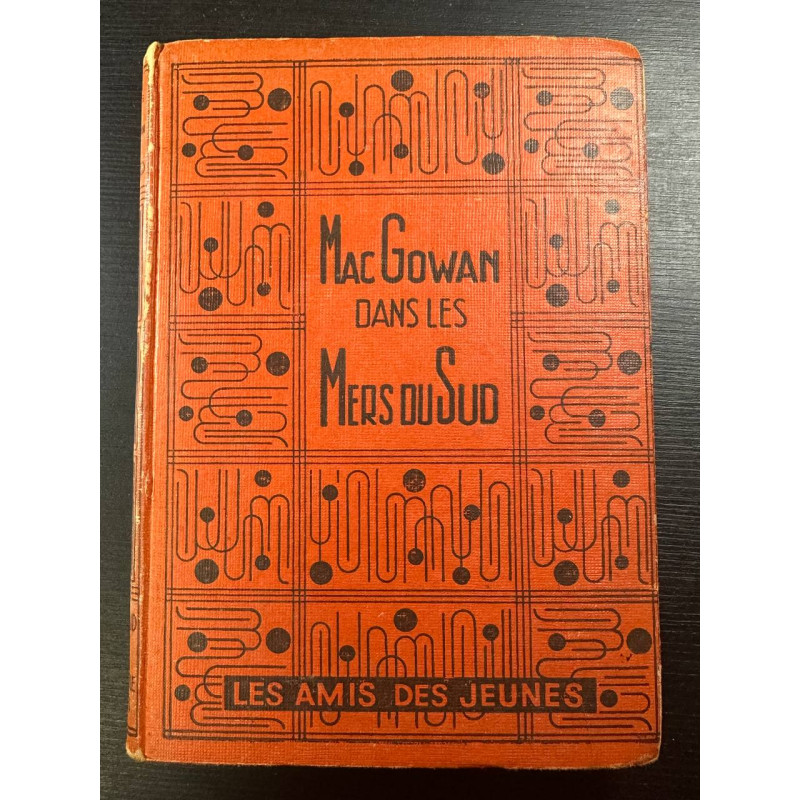 MAC GOWAN
DANS LES
MERS DU SUD
LES AMIS DES JEUNES